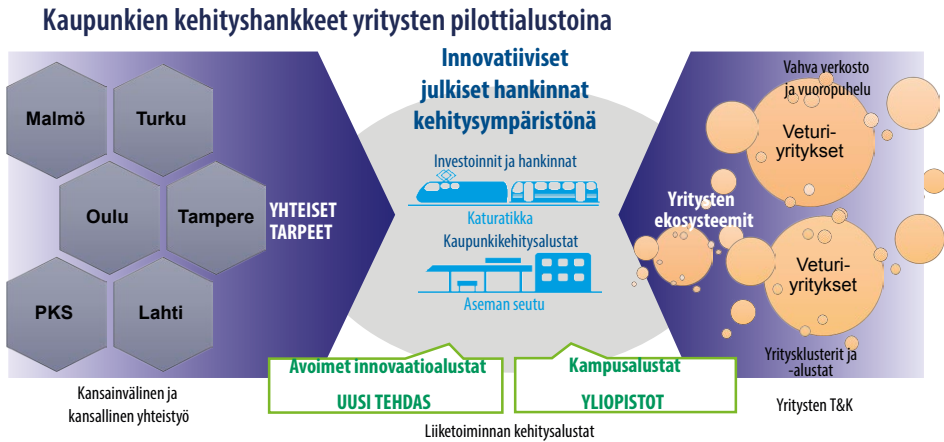 Kaupunkien kehityshankkeet yritysten pilottialustoina
Malmö
Turku
Oulu
Tampere
PKS
Lahti
YHTEISET
TARPEET
Kansainvälinen ja
kansallinen yhteistyö
Innovatiiviset
julkiset hankinnat
kehitysympäristönä
Investoinnit ja hankinnat
Katuratikka
Kaupunkikehitysalustat
Aseman seutu
Avoimet innovaatioalustat
UUSI TEHDAS
Kampusalustat
YLIOPISTOT
Liiketoiminnan kehitysalustat
Vahva verkosto
ja vuoropuhelu
Veturi-
yritykset
Yritysten
ekosysteemit
Veturi-
yritykset
Yritysklusterit ja
-alustat
Yritysten T&K